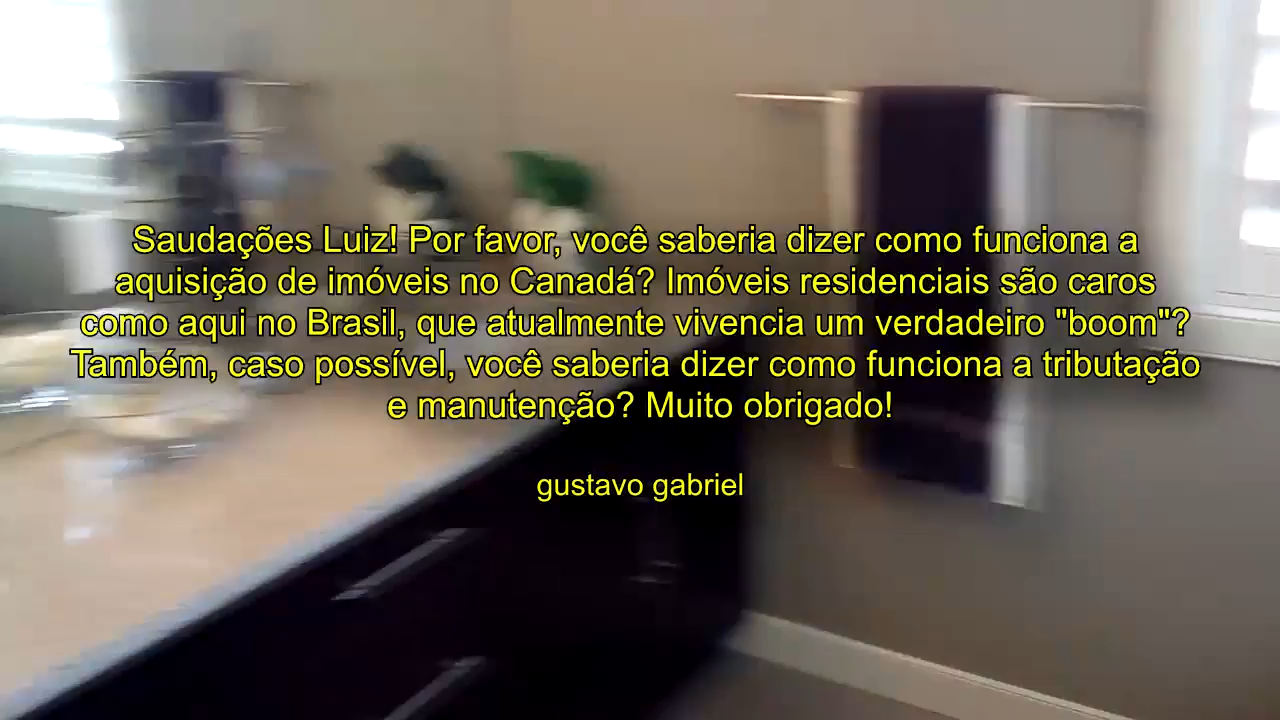 Saudações Luiz! Por favor, você saberia dizer como funciona a
aquisição de imóveis no Canadá? Imóveis residenciais são caros
como aqui no Brasil, que atualmente vivencia um verdadeiro "boom"?
Também, caso possível, você saberia dizer como funciona a tributação
e manutenção? Muito obrigado!
gustavo gabriel